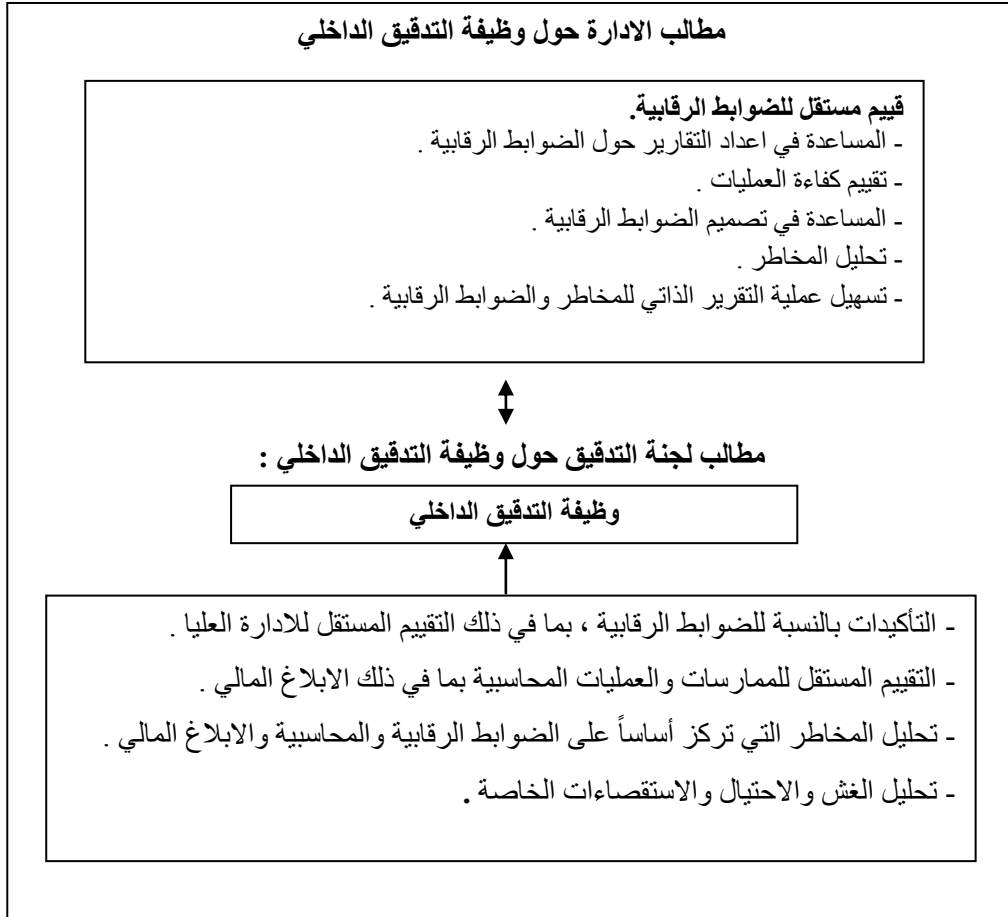 مطالب الادارة حول وظيفة التدقيق الداخلي
قييم مستقل للضوابط الرقابية.
- المساعدة في اعداد التقارير حول الضوابط الرقابية .
- تقييم كفاءة العمليات .
- المساعدة في تصميم الضوابط الرقابية .
- تحليل المخاطر .
- تسهيل عملية التقرير الذاتي للمخاطر والضوابط الرقابية .
مطالب لجنة التدقيق حول وظيفة التدقيق الداخلي :
وظيفة التدقيق الداخلي
- التأكيدات بالنسبة للضوابط الرقابية ، بما في ذلك التقييم المستقل للادارة العليا .
- التقييم المستقل للممارسات والعمليات المحاسبية بما في ذلك الابلاغ المالي .
- تحليل المخاطر التي تركز أساساً على الضوابط الرقابية والمحاسبية والابلاغ المالي .
- تحليل الغش والاحتيال والاستقصاءات الخاصة .